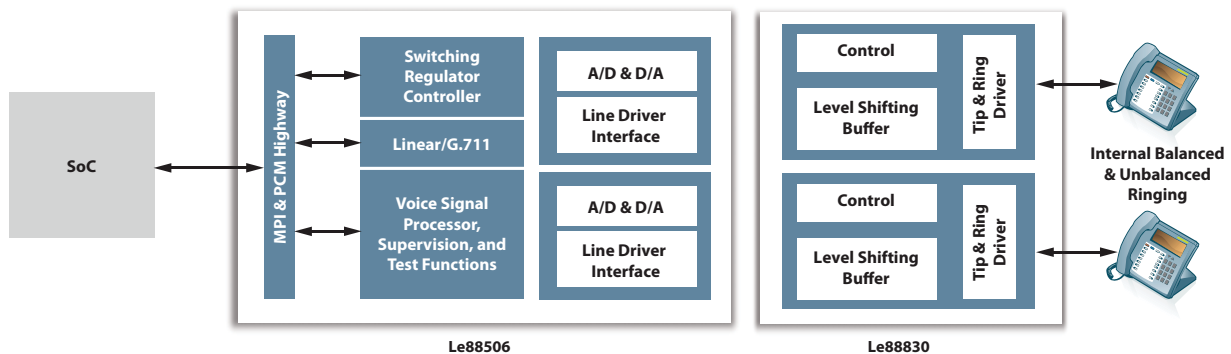 SoC
MPI & PCM Highway
Switching
Regulator
Controller
Linear/G.711
Voice Signal
Processor,
Supervision, and
Test Functions
A/D & D/A
Line Driver
Interface
A/D & D/A
Line Driver
Interface
Le88506
Control
Level Shifting
Buffer
Tip & Ring
Driver
Control
Level Shifting
Buffer
Tip & Ring
Driver
Le88830
Internal Balanced
& Unbalanced
Ringing